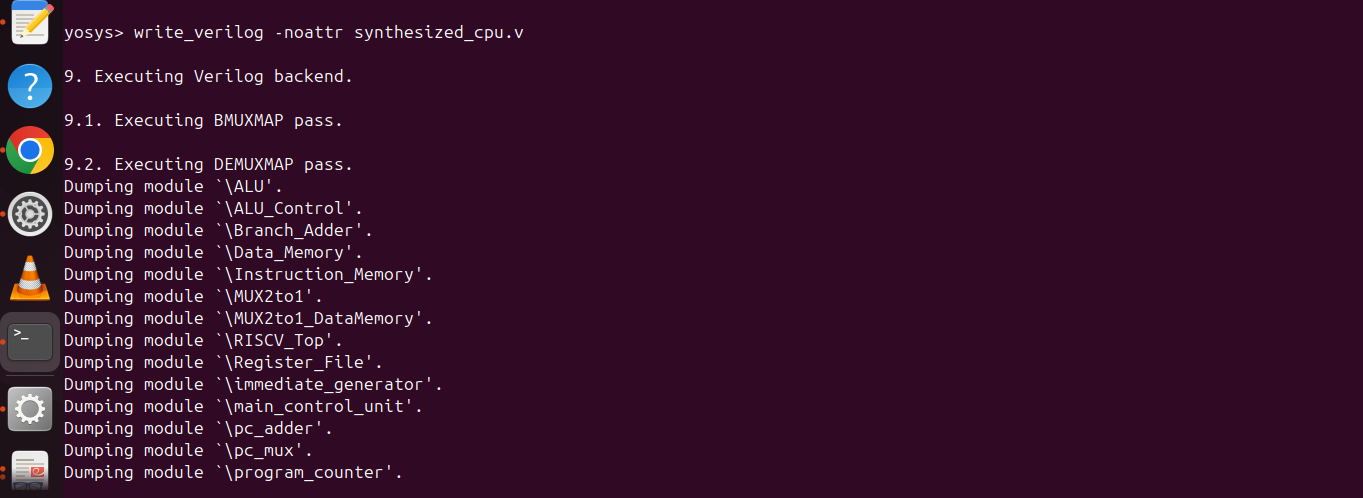 yosys> write_verilog -noattr synthesized_cpu.v
9. Executing Verilog backend.
9.1. Executing BMUXMAP pass.
9.2. Executing DEMUXMAP pass.
Dumping module `\ALU'.
Dumping module `\ALU_Control'.
Dumping module `\Branch_Adder'.
Dumping module `\Data_Memory'.
Dumping module `\Instruction_Memory'.
Dumping module `\MUX2to1'.
Dumping module `\MUX2to1_DataMemory'.
Dumping module `\RISCV_Top'.
Dumping module `\Register_File'.
Dumping module `\immediate_generator'.
Dumping module `\main_control_unit'.
Dumping module `\pc_adder'.
Dumping module `\pc_mux'.
Dumping module `\program_counter'.